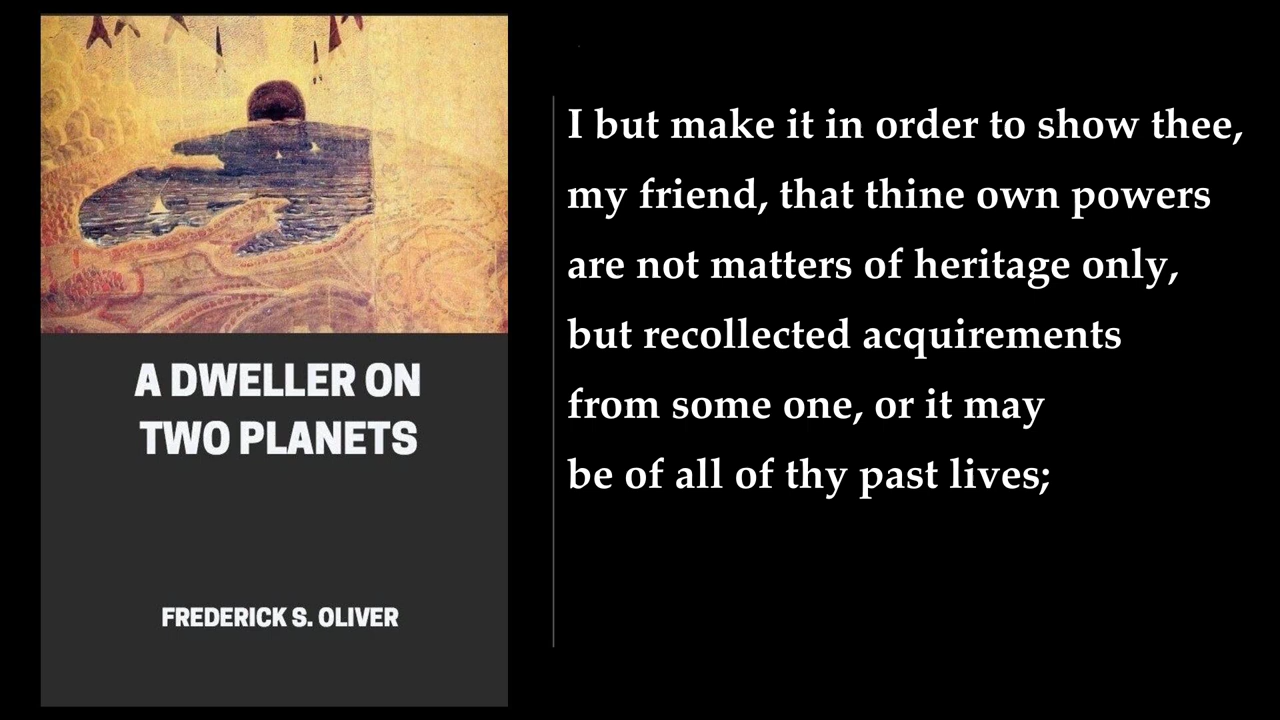 A DWELLER ON
TWO PLANETS
FREDERICK S. OLIVER
I but make it in order to show thee,
my friend, that thine own powers
are not matters of heritage only,
but recollected acquirements
from some one, or it may
be of all of thy past lives;